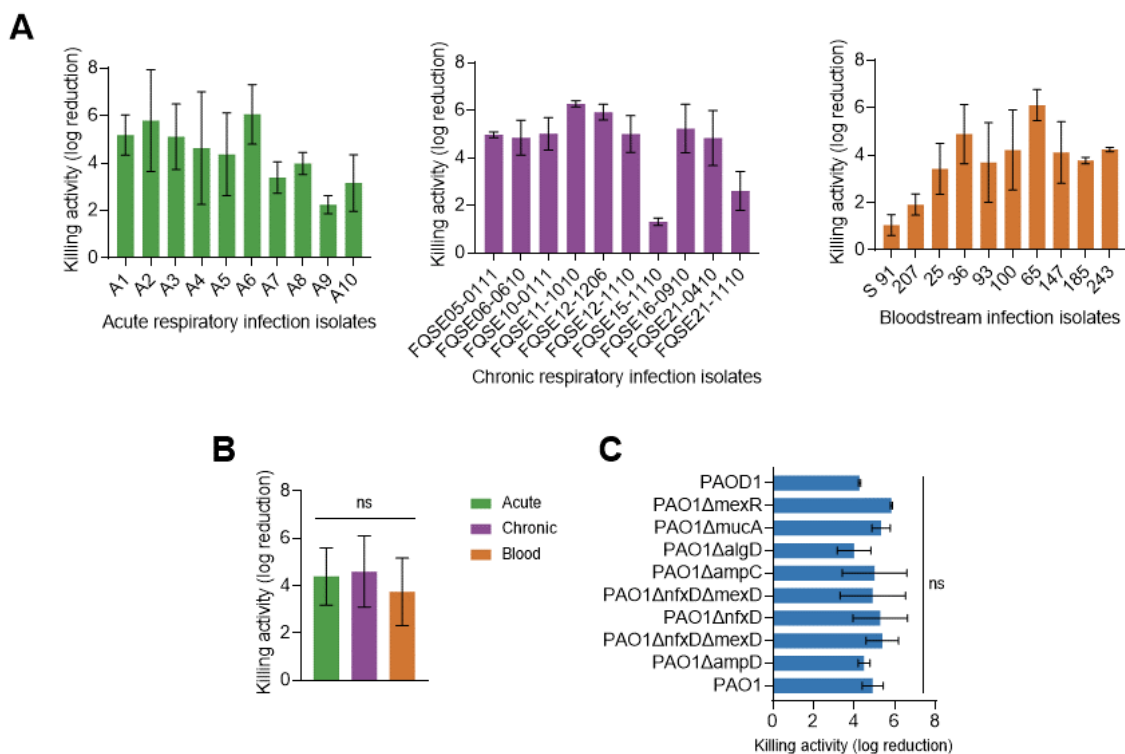 A
Killing activity (log reduction)
8
6
4
2
0
A1
A2
A3
A4
A5
A6
A7
A8
A9
A10
Acute respiratory infection isolates
Killing activity (log reduction)
8
6
4
2
0
FQSE05-0111
FQSE06-0610
FQSE10-0111
FQSE11-1010
FQSE12-1206
FQSE12-1110
FQSE15-1110
FQSE16-0910
FQSE21-0410
FQSE21-1110
Chronic respiratory infection isolates
Killing activity (log reduction)
8
6
4
2
0
S 91
207
25
36
93
100
65
147
185
243
Bloodstream infection isolates
B
Killing activity (log reduction)
8
6
4
2
0
ns
Acute
Chronic
Blood
C
PAOD1
PAO1ΔmexR
PAO1ΔmucA
PAO1ΔalgD
PAO1ΔampC
PAO1ΔnfxDΔmexD
PAO1ΔnfxD
PAO1ΔnfxDΔmexD
PAO1ΔampD
PAO1
ns
0
2
4
6
8
Killing activity (log reduction)